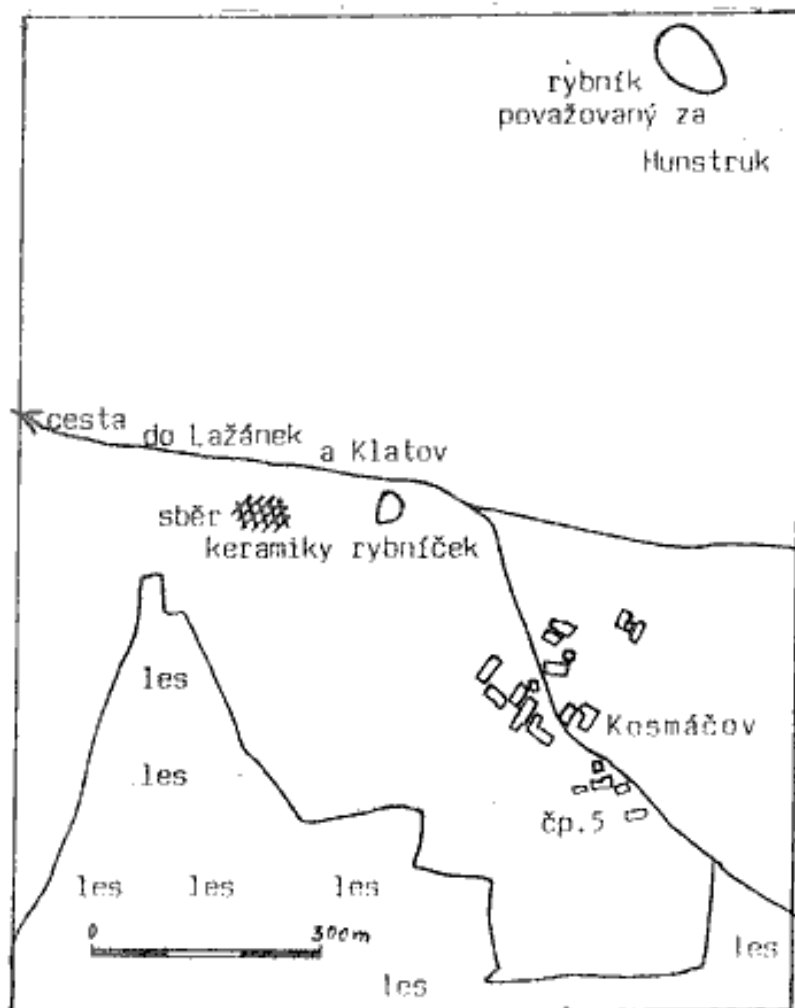 rybník
považovaný za
Hunstruk
cesta do Lažánek a Klatov
sběr
keramiky rybníček
les
Kosmáčov
les
čp.5
les les les
les
0 300m
les